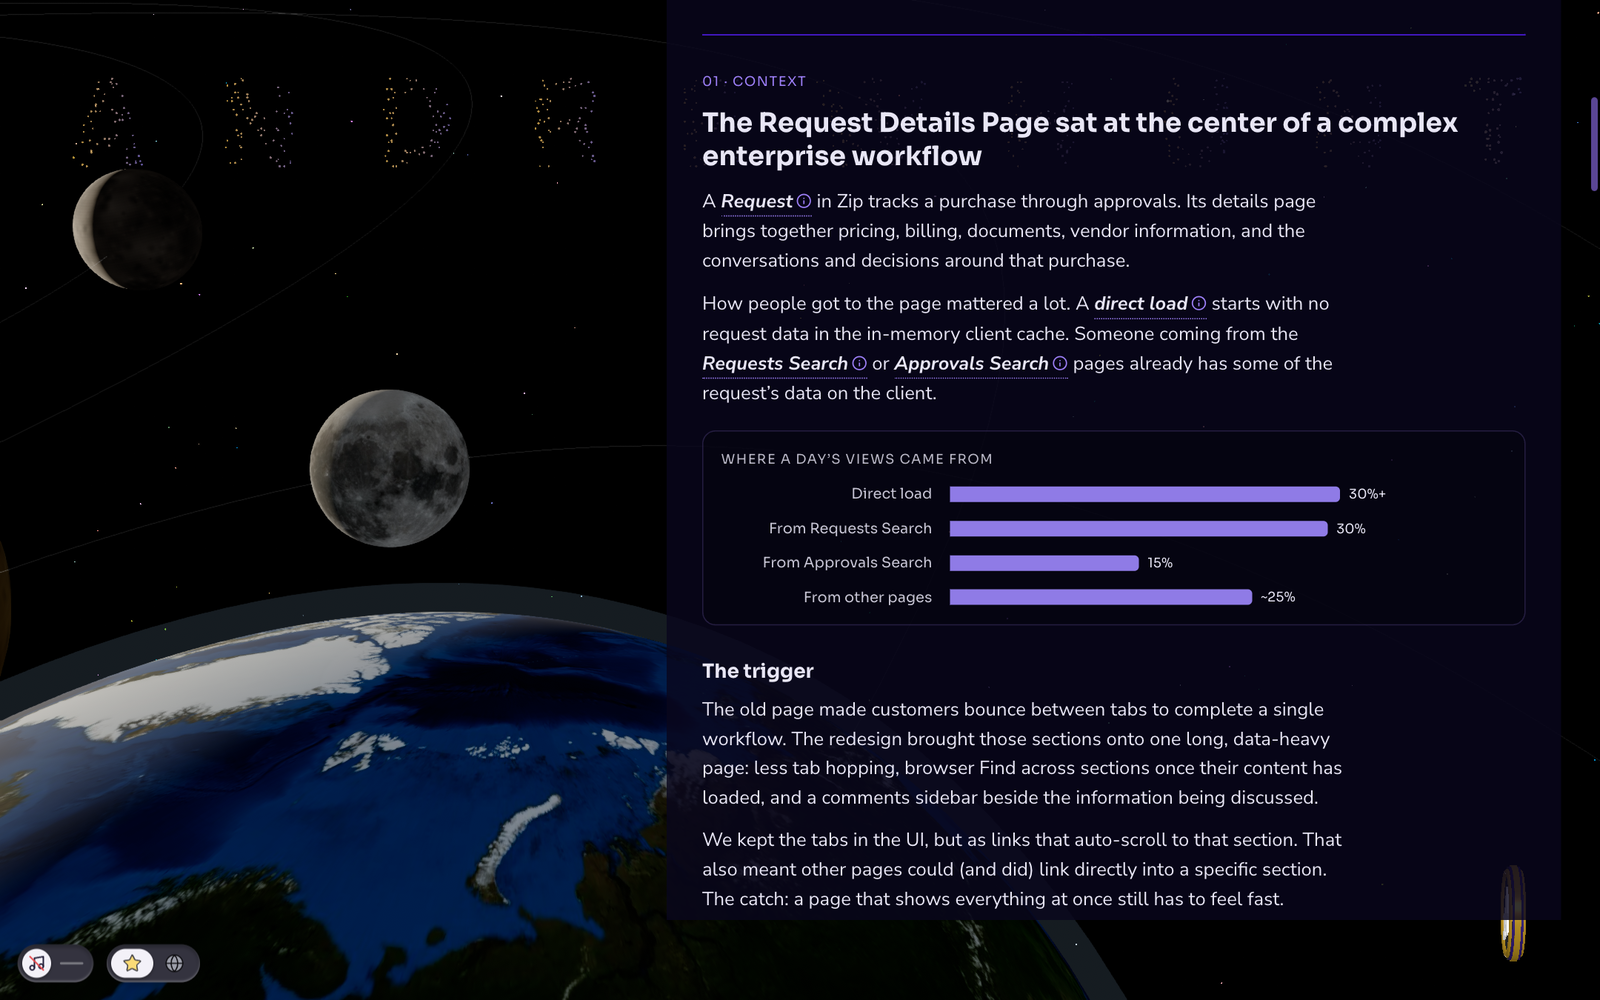 01 · CONTEXT
The Request Details Page sat at the center of a complex
enterprise workflow
A Request in Zip tracks a purchase through approvals. Its details page
brings together pricing, billing, documents, vendor information, and the
conversations and decisions around that purchase.
How people got to the page mattered a lot. A direct load starts with no
request data in the in-memory client cache. Someone coming from the
Requests Search or Approvals Search pages already has some of the
request’s data on the client.
WHERE A DAY’S VIEWS CAME FROM
Direct load 30%+
From Requests Search 30%
From Approvals Search 15%
From other pages ~25%
The trigger
The old page made customers bounce between tabs to complete a single
workflow. The redesign brought those sections onto one long, data-heavy
page: less tab hopping, browser Find across sections once their content has
loaded, and a comments sidebar beside the information being discussed.
We kept the tabs in the UI, but as links that auto-scroll to that section. That
also meant other pages could (and did) link directly into a specific section.
The catch: a page that shows everything at once still has to feel fast.